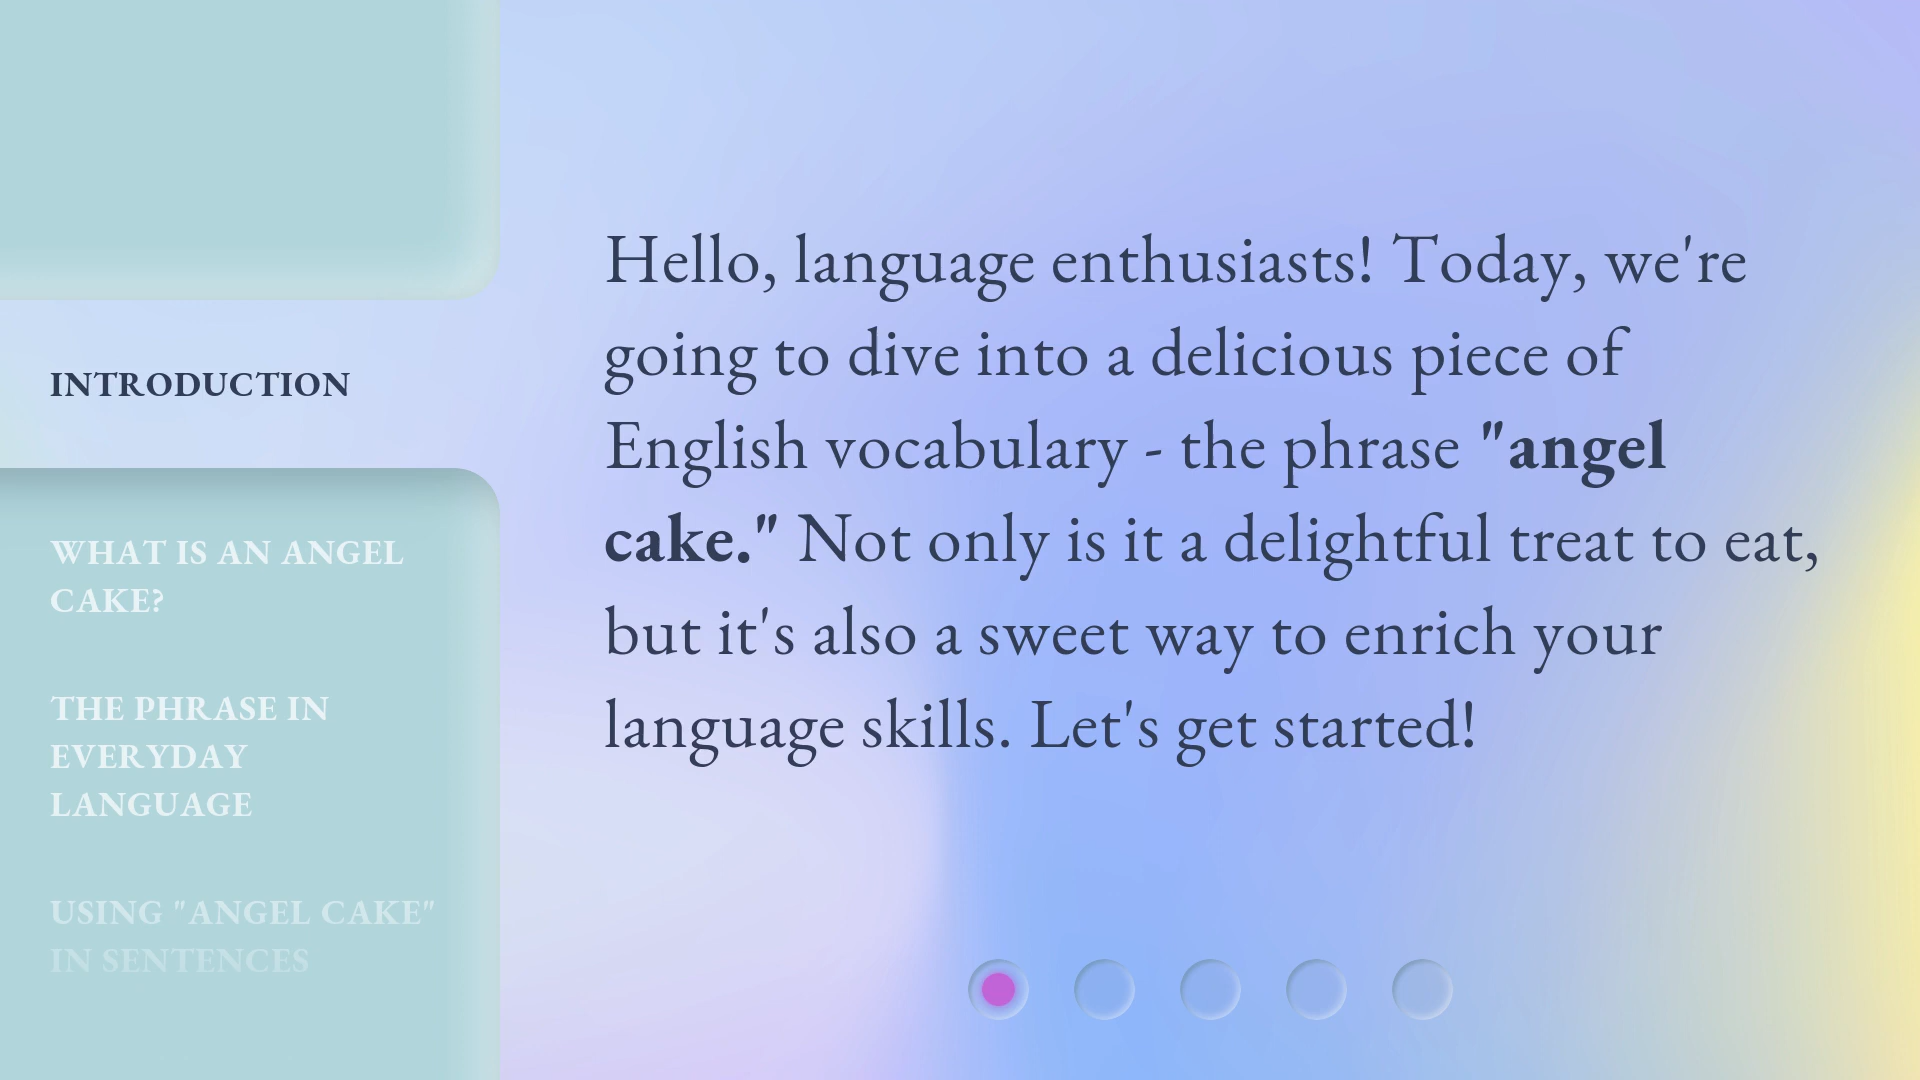 INTRODUCTION
WHAT IS AN ANGEL
CAKE?
THE PHRASE IN
EVERYDAY
LANGUAGE
USING "ANGEL CAKE"
IN SENTENCES
Hello, language enthusiasts! Today, we're
going to dive into a delicious piece of
English vocabulary - the phrase "angel
cake." Not only is it a delightful treat to eat,
but it's also a sweet way to enrich your
language skills. Let's get started!